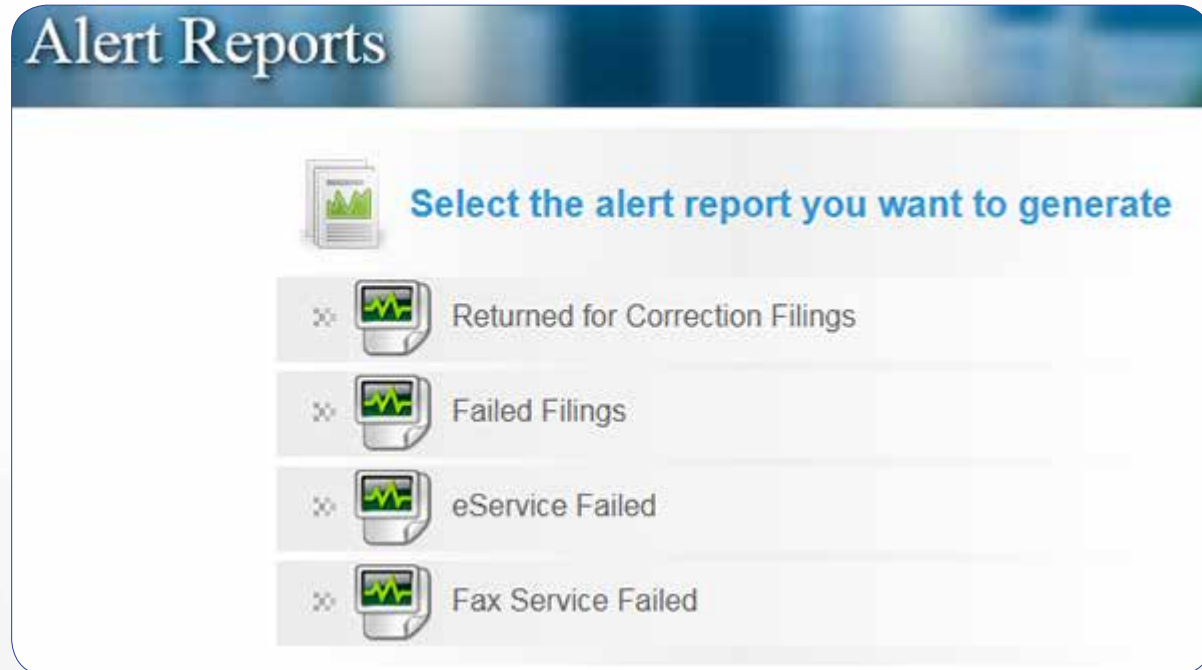 Alert Reports
Select the alert report you want to generate
Returned for Correction Filings
Failed Filings
eService Failed
Fax Service Failed